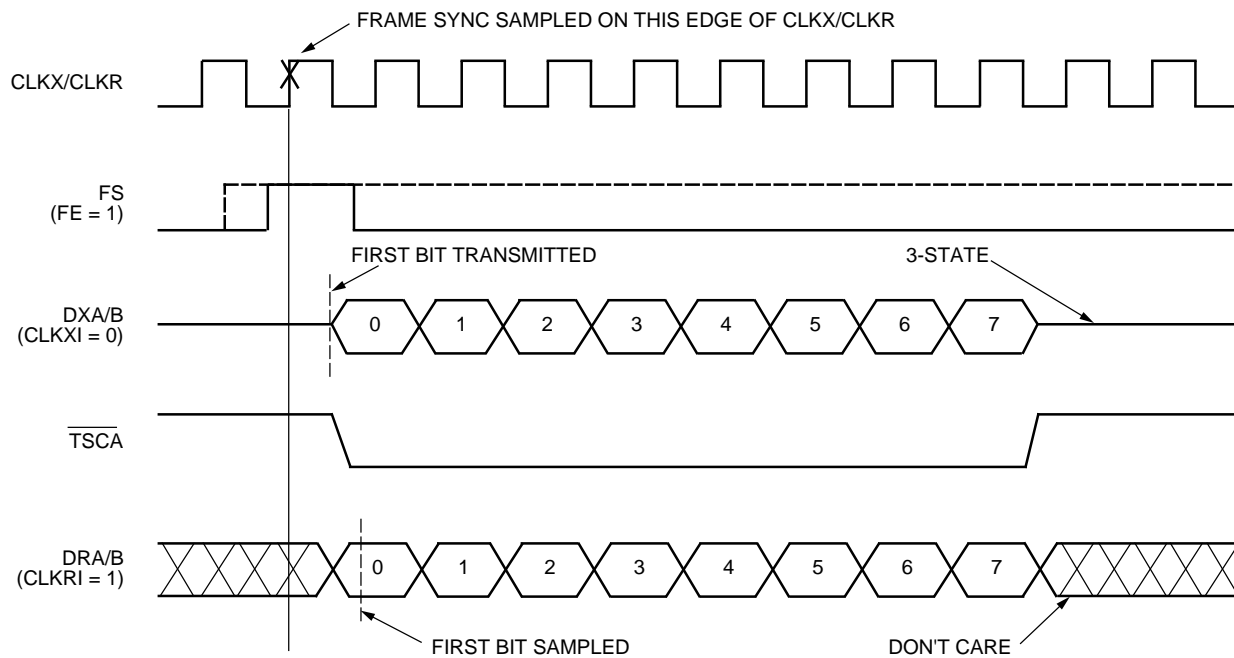 FRAME SYNC SAMPLED ON THIS EDGE OF CLKX/CLKR
CLKX/CLKR
FS
(FE = 1)
FIRST BIT TRANSMITTED
3-STATE
DXA/B
(CLKXI = 0)
0 1 2 3 4 5 6 7
TSCA
DRA/B
(CLKRI = 1)
0 1 2 3 4 5 6 7
FIRST BIT SAMPLED
DON'T CARE